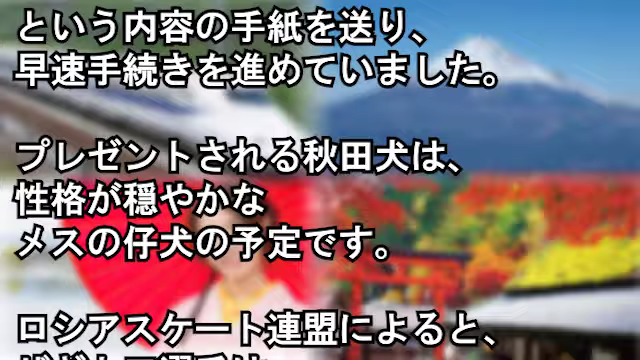 という内容の手紙を送り、
早速手続きを進めていました。
プレゼントされる秋田犬は、
性格が穏やかな
メスの仔犬の予定です。
ロシアスケート連盟によると、